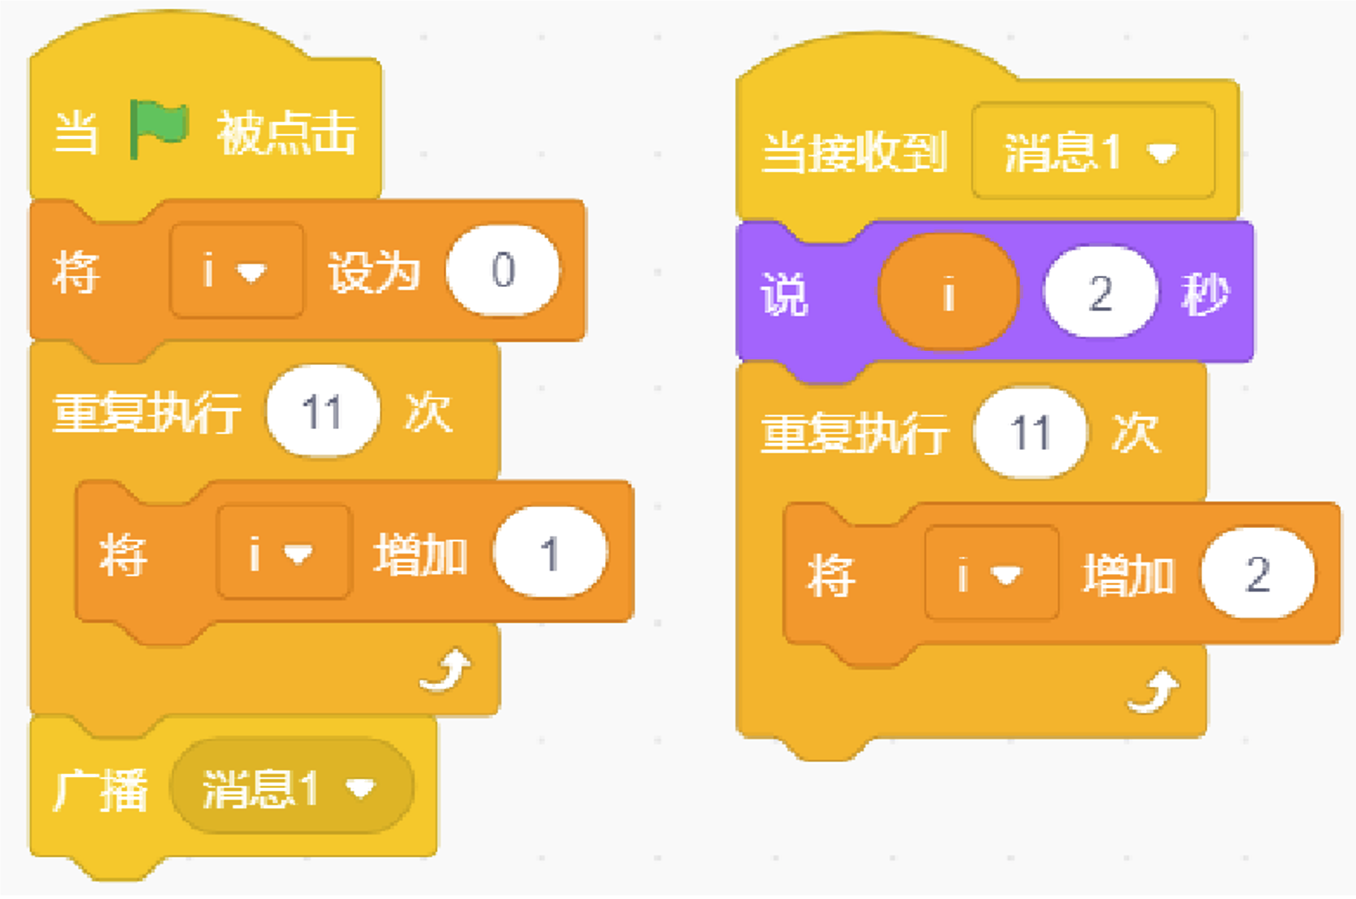 当 被点击
将 i 设为 0
重复执行 11 次
将 i 增加 1
广播 消息1
当接收到 消息1
说 i 2 秒
重复执行 11 次
将 i 增加 2